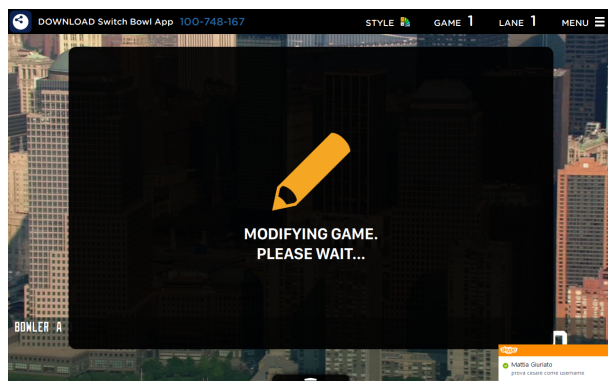 DOWNLOAD Switch Bowl App 100-748-167
STYLE GAME 1 LANE 1 MENU
MODIFYING GAME.
PLEASE WAIT...
BOWLER A
Mattia Giuriato
prova cesare come username